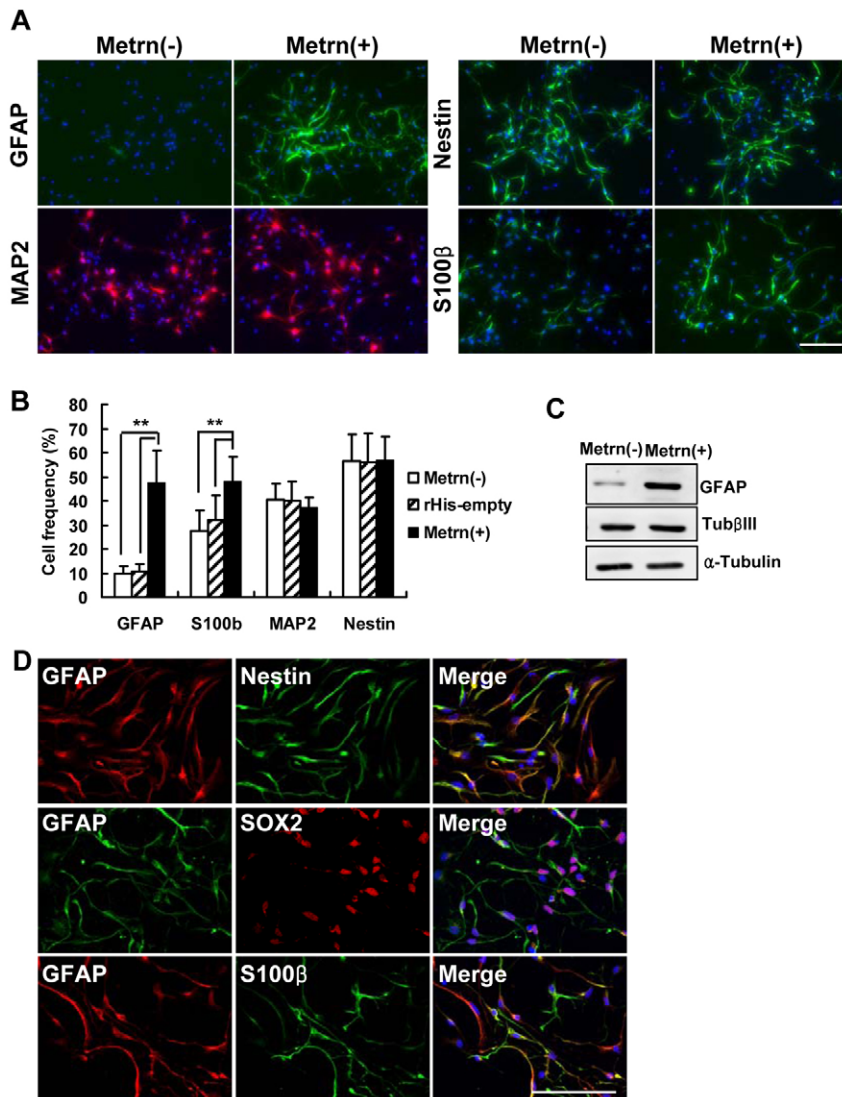 A
Metrn(-) Metrn(+) Metrn(-) Metrn(+)
GFAP
Nestin
MAP2
S100β
B
Cell frequency (%)
80
70
60
50
40
30
20
10
0
** **
GFAP S100b MAP2 Nestin
Metrn(-)
rHis-empty
Metrn(+)
C
Metrn(-) Metrn(+)
GFAP
TubβIII
α-Tubulin
D
GFAP Nestin Merge
GFAP SOX2 Merge
GFAP S100β Merge